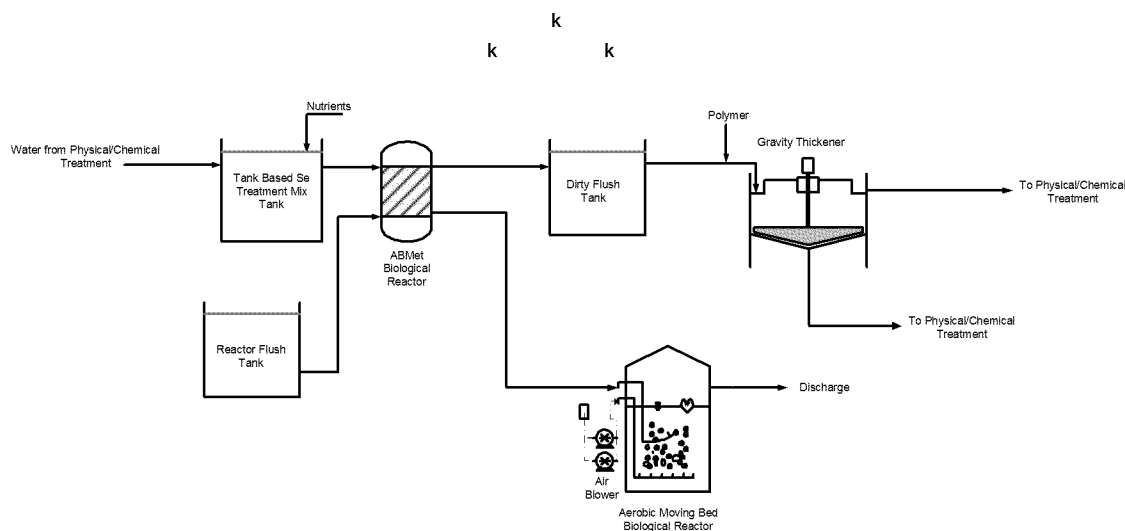 k
k k
Nutrients
Water from Physical/Chemical
Treatment
Tank Based Se
Treatment Mix
Tank
ABMet
Biological
Reactor
Dirty Flush
Tank
Polymer
Gravity Thickener
To Physical/Chemical
Treatment
To Physical/Chemical
Treatment
Reactor Flush
Tank
Discharge
Air
Blower
Aerobic Moving Bed
Biological Reactor